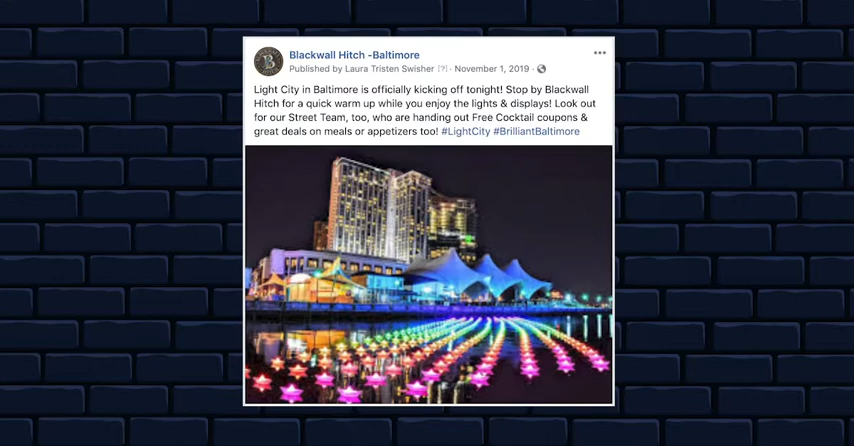 Blackwall Hitch -Baltimore
Published by Laura Tristen Swisher [?] · November 1, 2019 ·
Light City in Baltimore is officially kicking off tonight! Stop by Blackwall
Hitch for a quick warm up while you enjoy the lights & displays! Look out
for our Street Team, too, who are handing out Free Cocktail coupons &
great deals on meals or appetizers too! #LightCity #BrilliantBaltimore